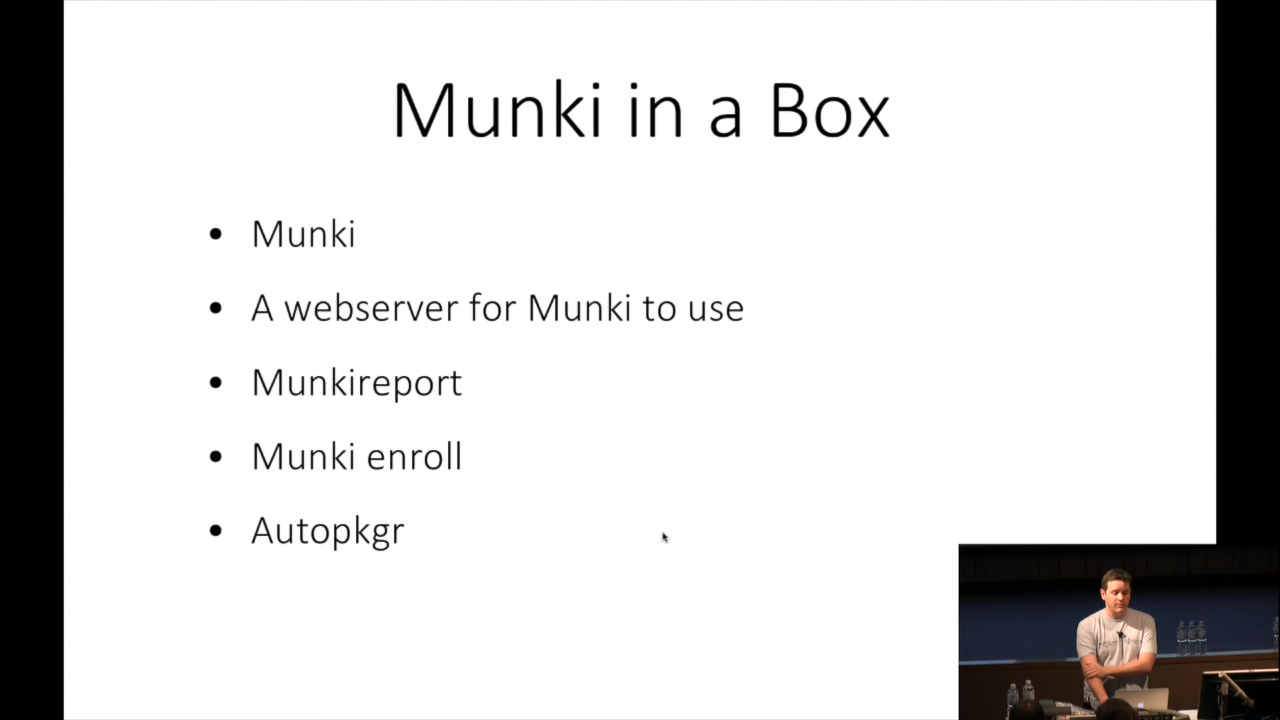 Munki in a Box
• Munki
• A webserver for Munki to use
• Munkireport
• Munki enroll
• Autopkgr